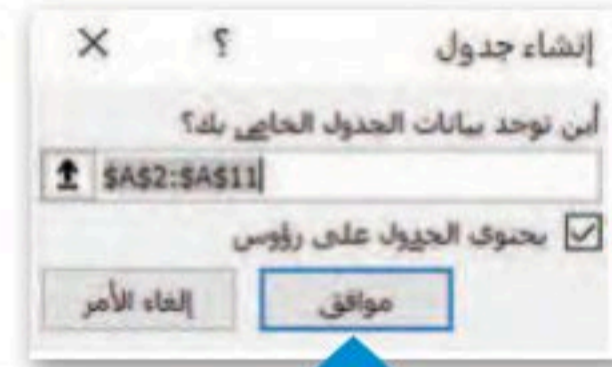 إنشاء جدول ؟ ×
أين توجد بيانات الجدول الخاص بك؟
$A$2:$A$11
يحتوي الجدول على رؤوس
موافق إلغاء الأمر